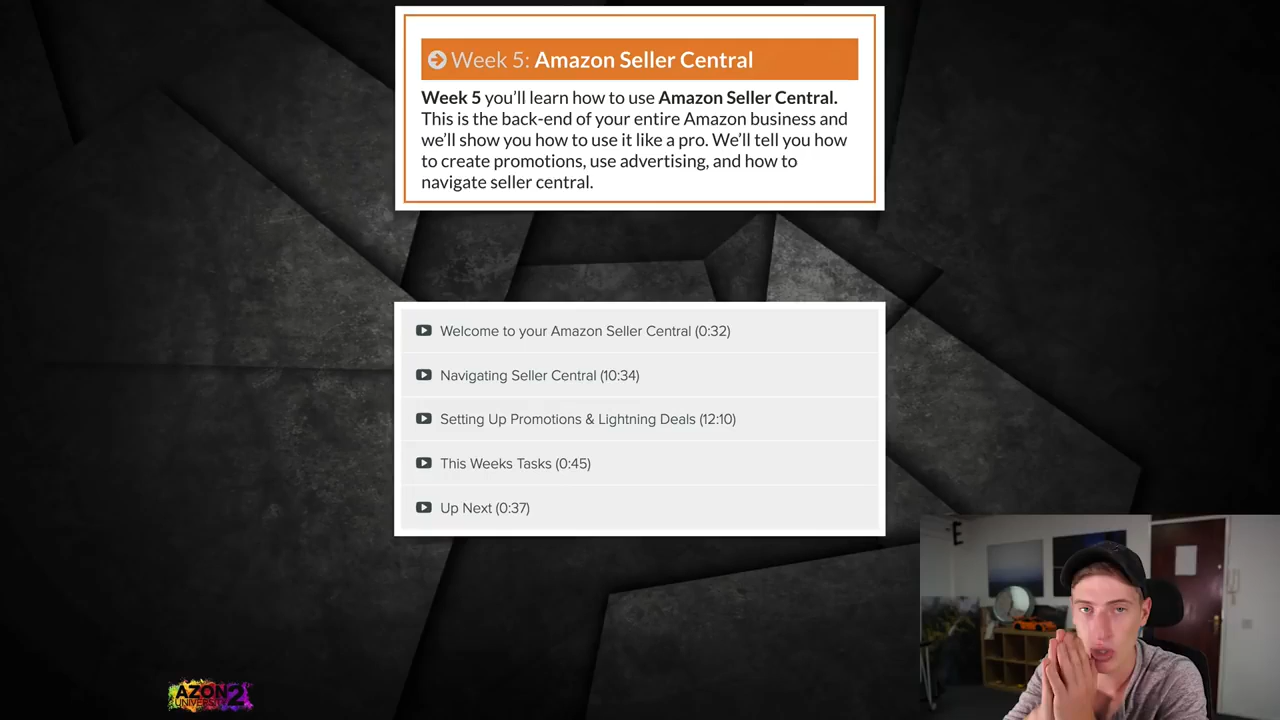 Week 5: Amazon Seller Central
Week 5 you'll learn how to use Amazon Seller Central.
This is the back-end of your entire Amazon business and
we'll show you how to use it like a pro. We'll tell you how
to create promotions, use advertising, and how to
navigate seller central.
Welcome to your Amazon Seller Central (0:32)
Navigating Seller Central (10:34)
Setting Up Promotions & Lightning Deals (12:10)
This Weeks Tasks (0:45)
Up Next (0:37)
E
AZON
UNIVERSITY 2